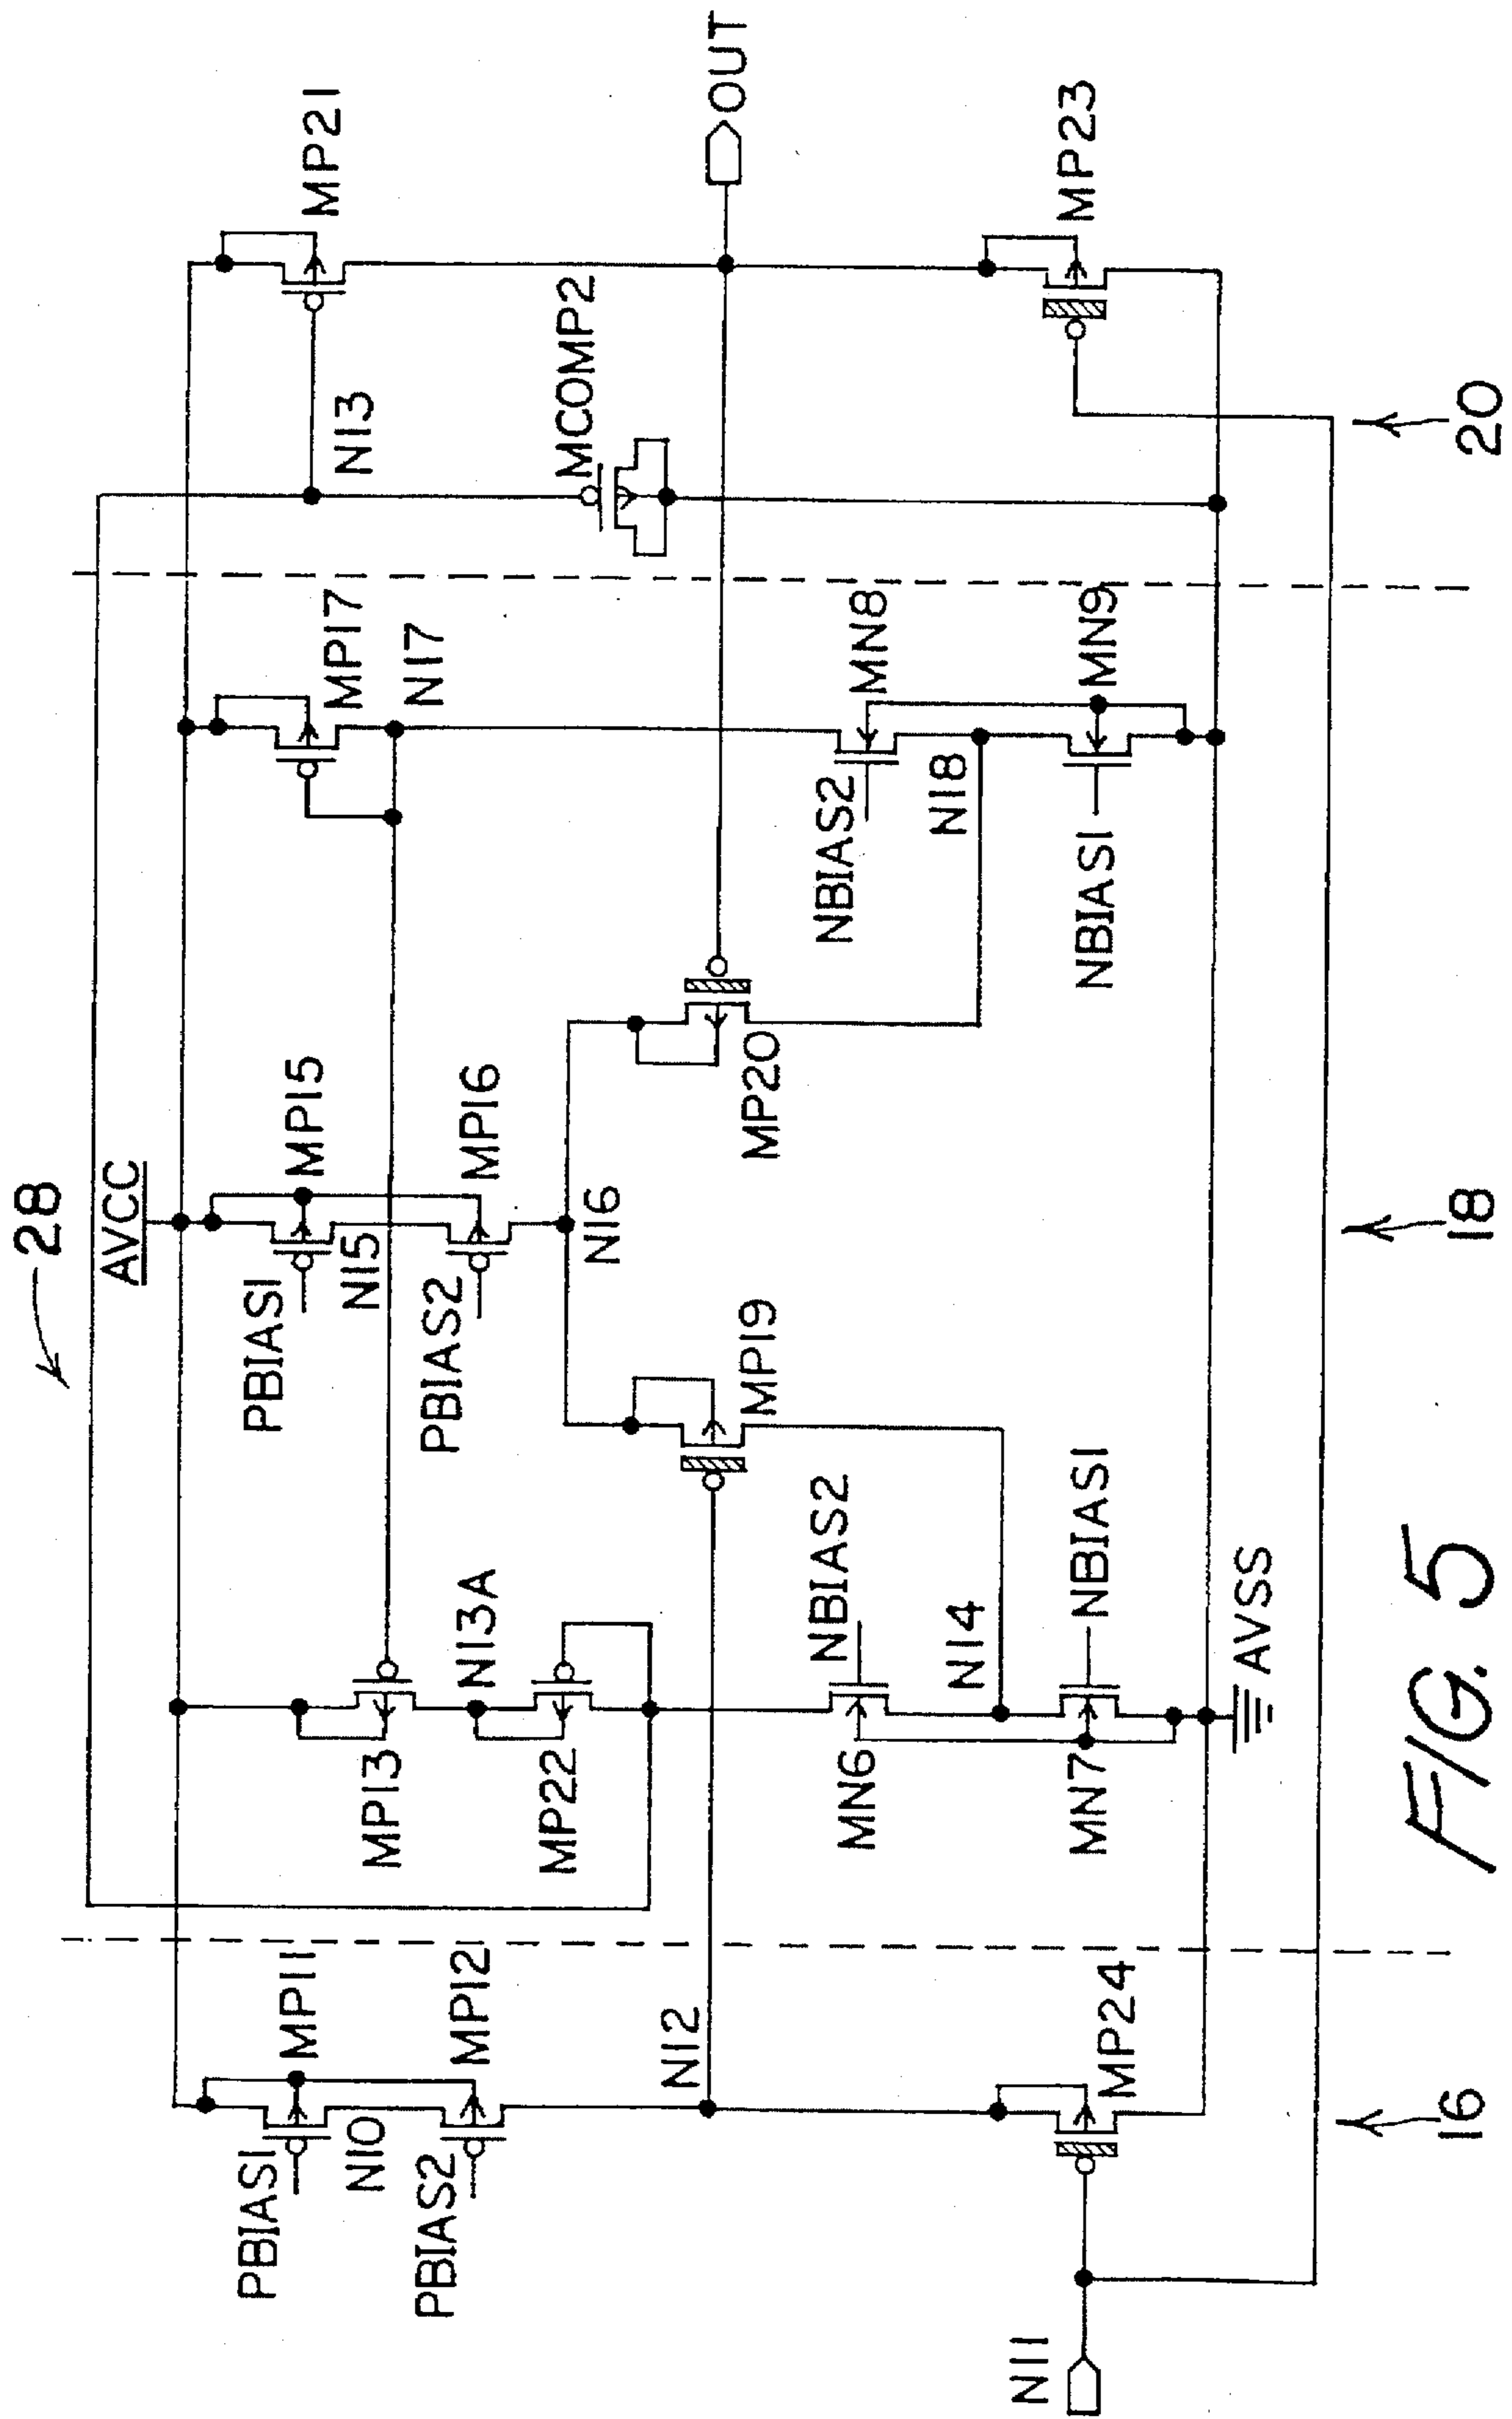 28
AVCC
PBIAS1
MP11
N10
PBIAS2
MP12
N12
MP24
N11
16
MP13
N13A
MP22
NBIAS2
MN6
N14
MN7
NBIAS1
AVSS
PBIAS1
MP15
N15
PBIAS2
MP16
N16
MP19
MP20
MP17
N17
NBIAS2
MN8
N18
NBIAS1
MN9
18
N13
MP21
MCOMP2
OUT
MP23
20
FIG. 5